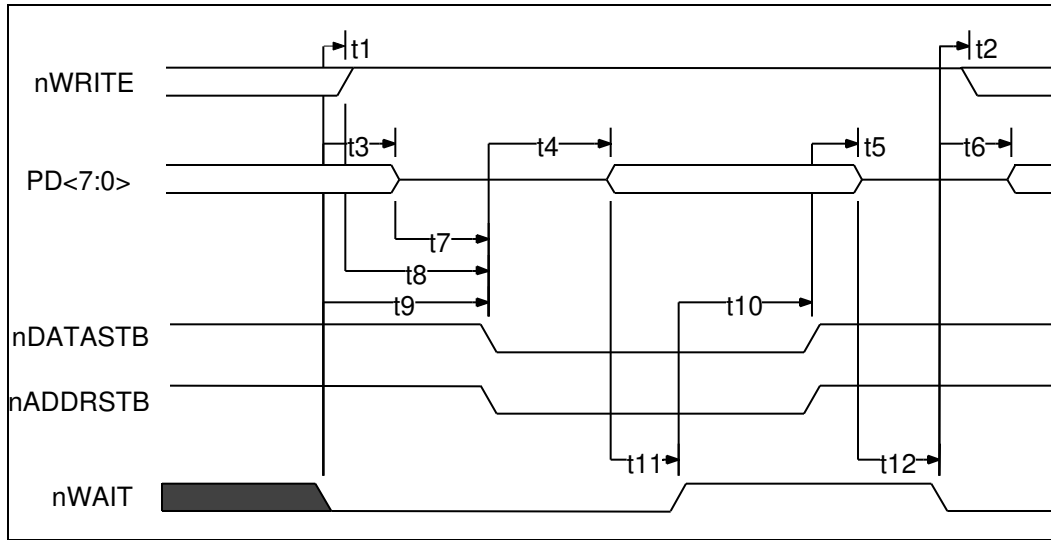 t1
t2
nWRITE
t3
t4
t5
t6
PD<7:0>
t7
t8
t9
t10
nDATASTB
nADDRSTB
t11
t12
nWAIT